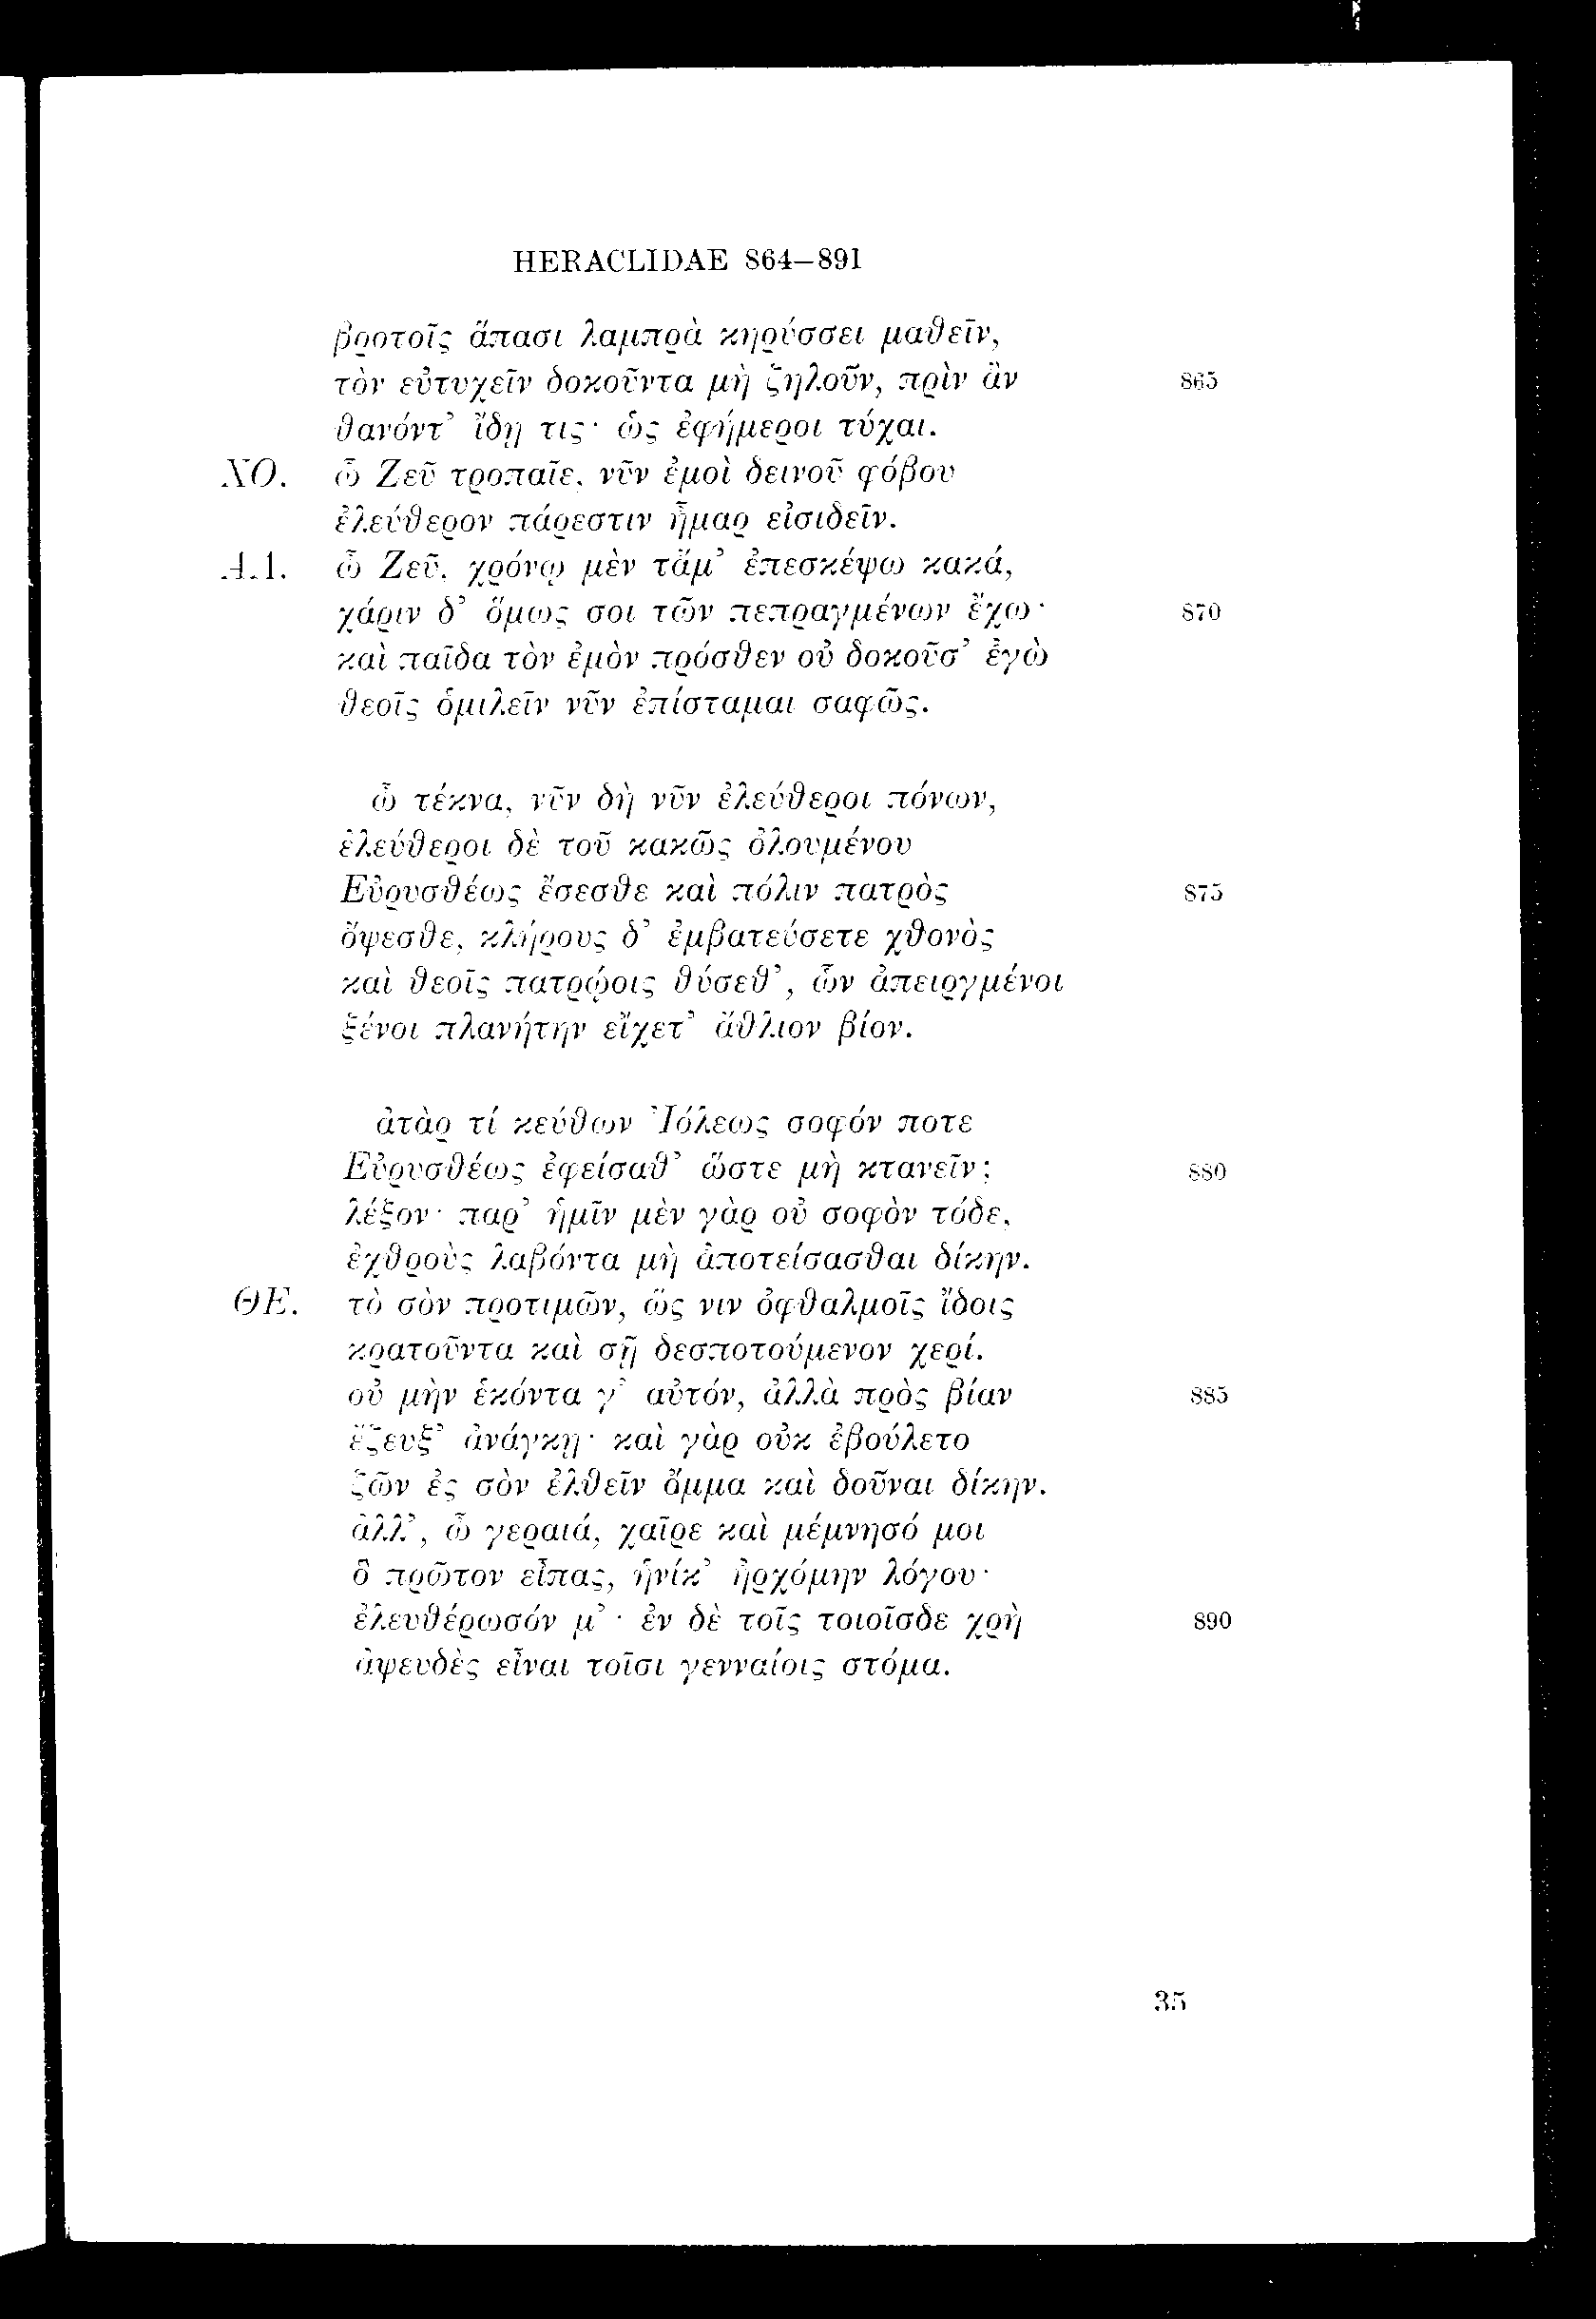 HERACLIDAE 864–891
βροτοῖς ἅπασι λαμπρὰ κηρύσσει μαθεῖν,
τὸν εὐτυχεῖν δοκοῦντα μὴ ζηλοῦν, πρὶν ἂν 865
θανόντ’ ἴδῃ τις· ὡς ἐφήμεροι τύχαι.
ΧΟ. ὦ Ζεῦ τροπαῖε, νῦν ἐμοὶ δεινοῦ φόβου
ἐλεύθερον πάρεστιν ἦμαρ εἰσιδεῖν.
ΑΛ. ὦ Ζεῦ, χρόνῳ μὲν τἄμ’ ἐπεσκέψω κακά,
χάριν δ’ ὅμως σοι τῶν πεπραγμένων ἔχω· 870
καὶ παῖδα τὸν ἐμὸν πρόσθεν οὐ δοκοῦσ’ ἐγὼ
θεοῖς ὁμιλεῖν νῦν ἐπίσταμαι σαφῶς.
ὦ τέκνα, νῦν δὴ νῦν ἐλεύθεροι πόνων,
ἐλεύθεροι δὲ τοῦ κακῶς ὀλουμένου
Εὐρυσθέως ἔσεσθε καὶ πόλιν πατρὸς 875
ὄψεσθε, κλήρους δ’ ἐμβατεύσετε χθονὸς
καὶ θεοῖς πατρῴοις θύσεθ’, ὧν ἀπειργμένοι
ξένοι πλανήτην εἴχετ’ ἄθλιον βίον.
ἀτὰρ τί κεύθων Ἰόλεως σοφόν ποτε
Εὐρυσθέως ἐφείσαθ’ ὥστε μὴ κτανεῖν; 880
λέξον· παρ’ ἡμῖν μὲν γὰρ οὐ σοφὸν τόδε,
ἐχθροὺς λαβόντα μὴ ἀποτείσασθαι δίκην.
ΘΕ. τὸ σὸν προτιμῶν, ὥς νιν ὀφθαλμοῖς ἴδοις
κρατοῦντα καὶ σῇ δεσποτούμενον χερί.
οὐ μὴν ἑκόντα γ’ αὐτόν, ἀλλὰ πρὸς βίαν 885
ἔζευξ’ ἀνάγκῃ· καὶ γὰρ οὐκ ἐβούλετο
ζῶν ἐς σὸν ἐλθεῖν ὄμμα καὶ δοῦναι δίκην.
ἀλλ’, ὦ γεραιά, χαῖρε καὶ μέμνησό μοι
ὃ πρῶτον εἶπας, ἡνίκ’ ἠρχόμην λόγου·
ἐλευθέρωσόν μ’· ἐν δὲ τοῖς τοιοῖσδε χρὴ 890
ἀψευδὲς εἶναι τοῖσι γενναίοις στόμα.
35